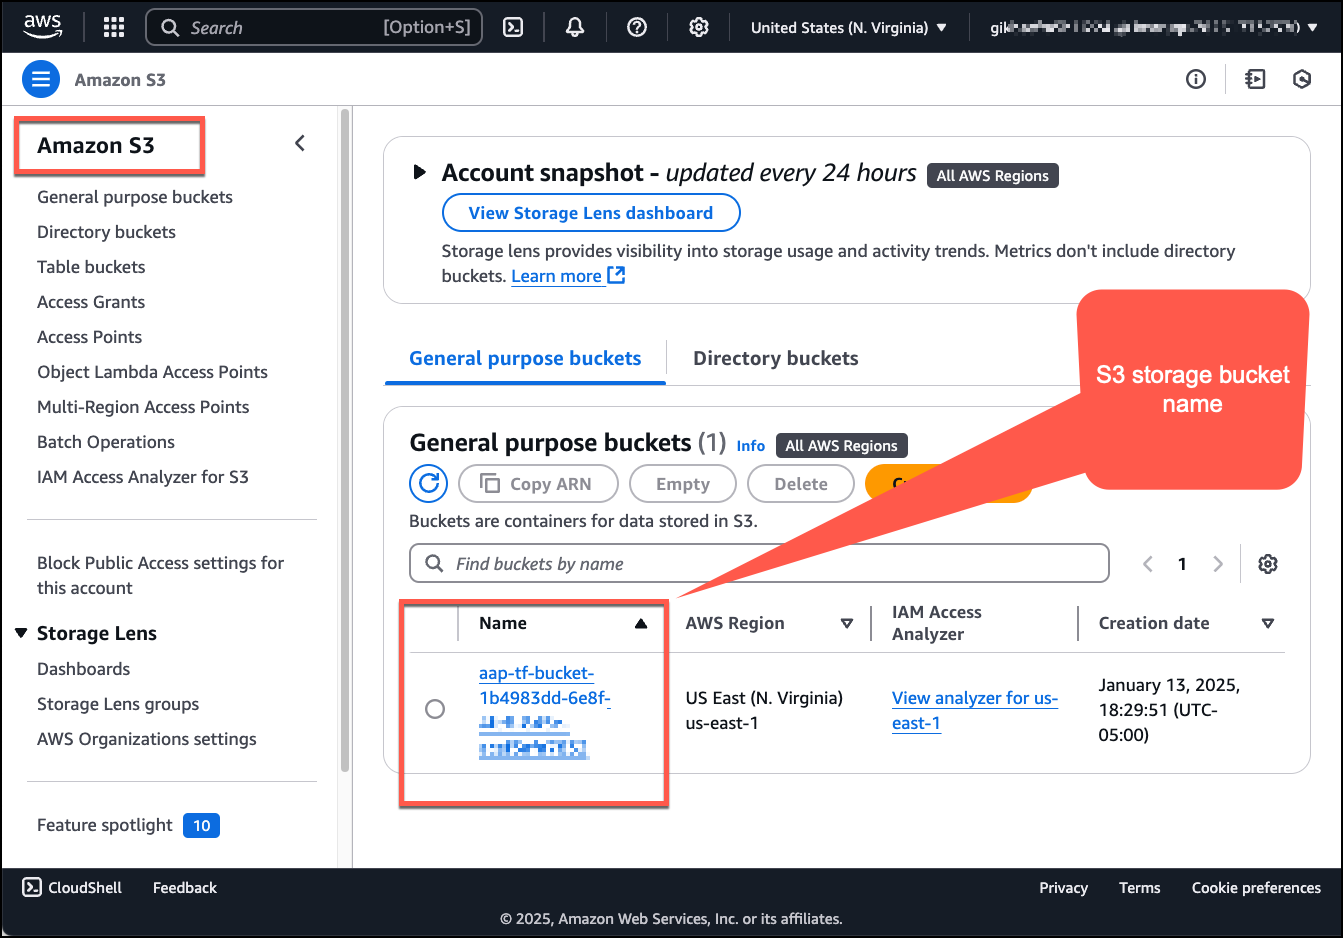 aws
Search
[Option+S]
United States (N. Virginia)
Amazon S3
Amazon S3
General purpose buckets
Directory buckets
Table buckets
Access Grants
Access Points
Object Lambda Access Points
Multi-Region Access Points
Batch Operations
IAM Access Analyzer for S3
Block Public Access settings for
this account
Storage Lens
Dashboards
Storage Lens groups
AWS Organizations settings
Feature spotlight 10
Account snapshot - updated every 24 hours All AWS Regions
View Storage Lens dashboard
Storage lens provides visibility into storage usage and activity trends. Metrics don't include directory
buckets. Learn more
General purpose buckets
Directory buckets
S3 storage bucket
name
General purpose buckets (1) Info All AWS Regions
Copy ARN
Empty
Delete
Buckets are containers for data stored in S3.
Find buckets by name
1
Name
AWS Region
IAM Access
Analyzer
Creation date
aap-tf-bucket-
1b4983dd-6e8f-
US East (N. Virginia)
us-east-1
View analyzer for us-
east-1
January 13, 2025,
18:29:51 (UTC-
05:00)
CloudShell
Feedback
Privacy
Terms
Cookie preferences
© 2025, Amazon Web Services, Inc. or its affiliates.